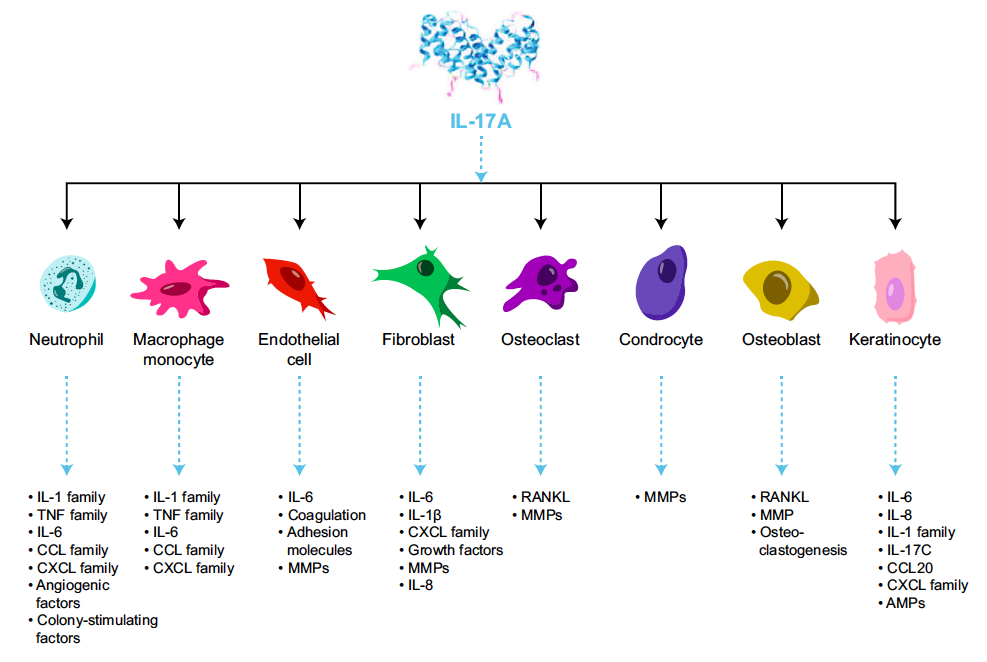 IL-17A
Neutrophil
Macrophage
monocyte
Endothelial
cell
Fibroblast
Osteoclast
Condrocyte
Osteoblast
Keratinocyte
• IL-1 family
• TNF family
• IL-6
• CCL family
• CXCL family
• Angiogenic
factors
• Colony-stimulating
factors
• IL-1 family
• TNF family
• IL-6
• CCL family
• CXCL family
• IL-6
• Coagulation
• Adhesion
molecules
• MMPs
• IL-6
• IL-1β
• CXCL family
• Growth factors
• MMPs
• IL-8
• RANKL
• MMPs
• MMPs
• RANKL
• MMP
• Osteo-
clastogenesis
• IL-6
• IL-8
• IL-1 family
• IL-17C
• CCL20
• CXCL family
• AMPs